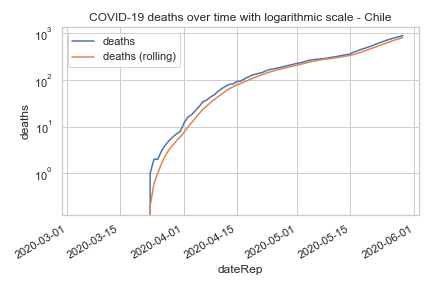 COVID-19 deaths over time with logarithmic scale - Chile
10³
deaths
deaths (rolling)
10²
10¹
10⁰
deaths
2020-03-01
2020-03-15
2020-04-01
2020-04-15
2020-05-01
2020-05-15
2020-06-01
dateRep